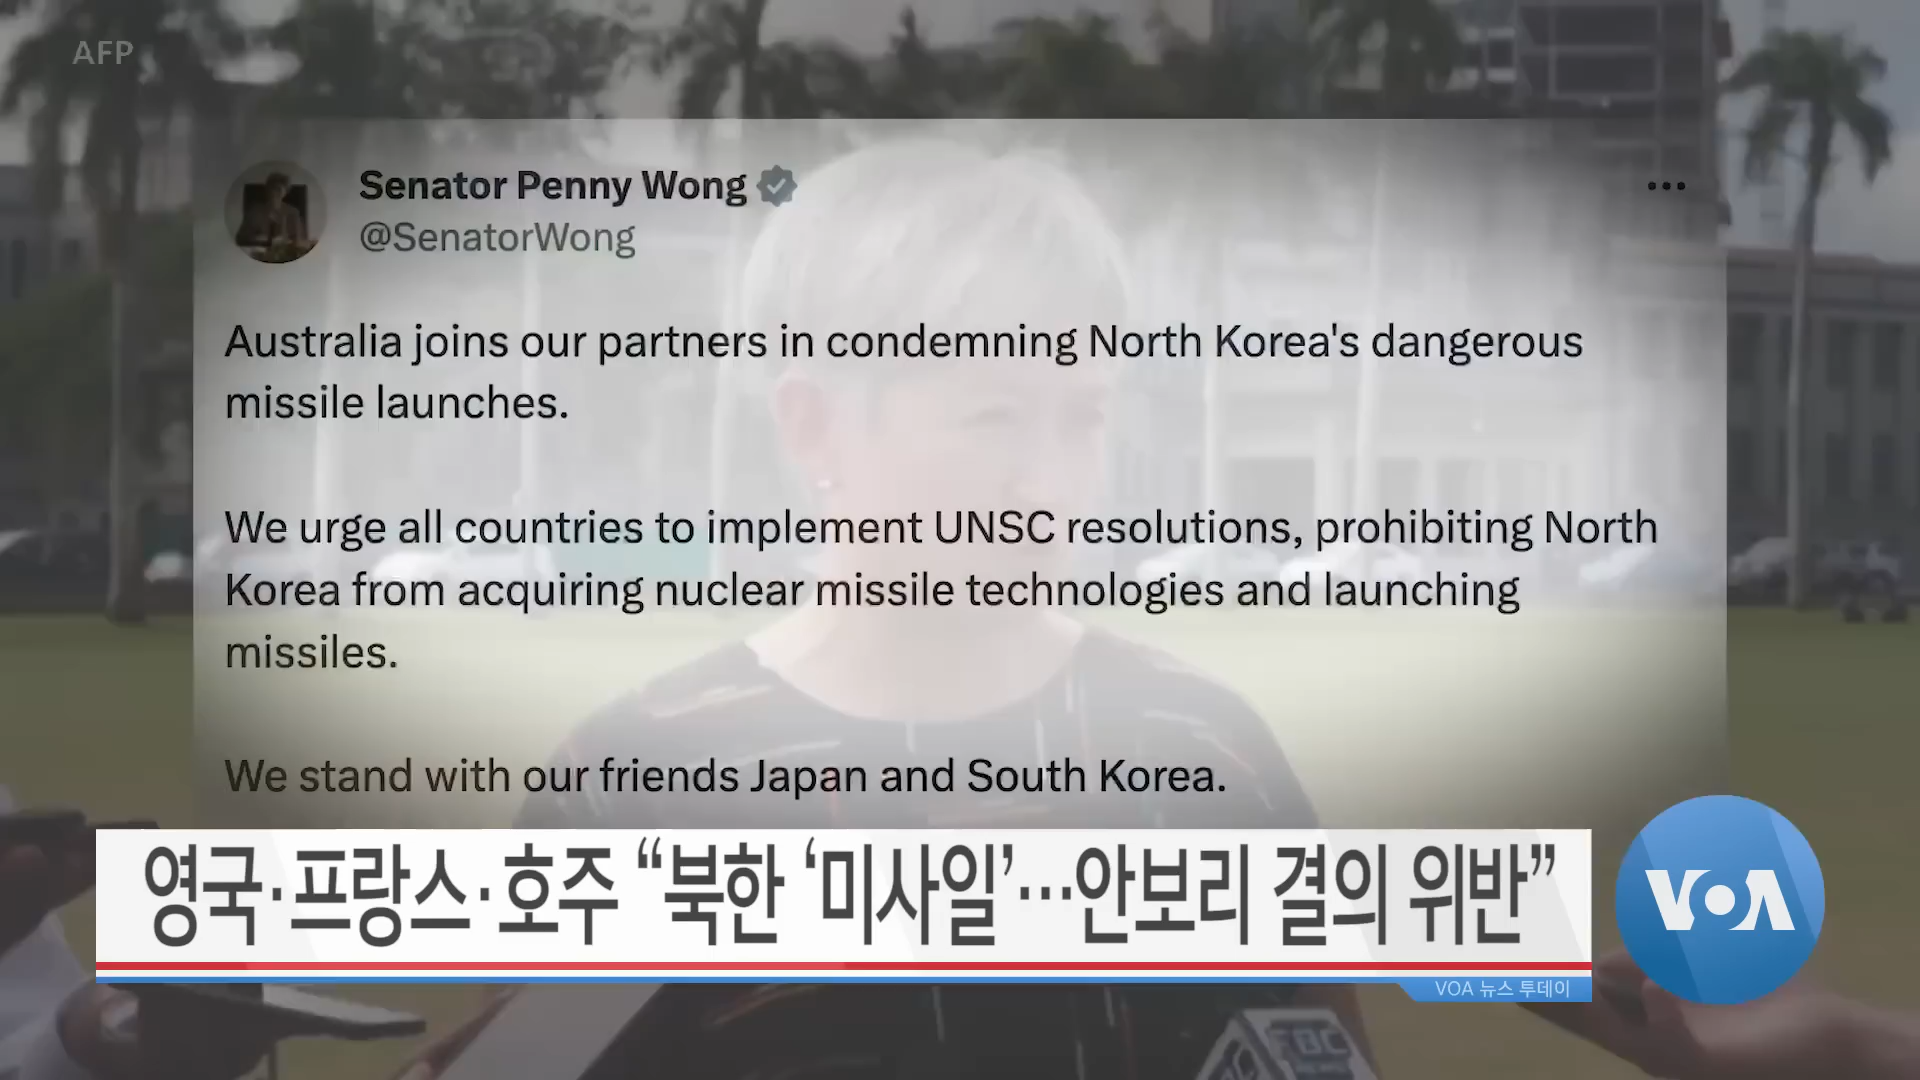 AFP
Senator Penny Wong
@SenatorWong
Australia joins our partners in condemning North Korea's dangerous
missile launches.
We urge all countries to implement UNSC resolutions, prohibiting North
Korea from acquiring nuclear missile technologies and launching
missiles.
We stand with our friends Japan and South Korea.
영국·프랑스·호주 “북한 ‘미사일’…안보리 결의 위반”
VOA
VOA 뉴스 투데이